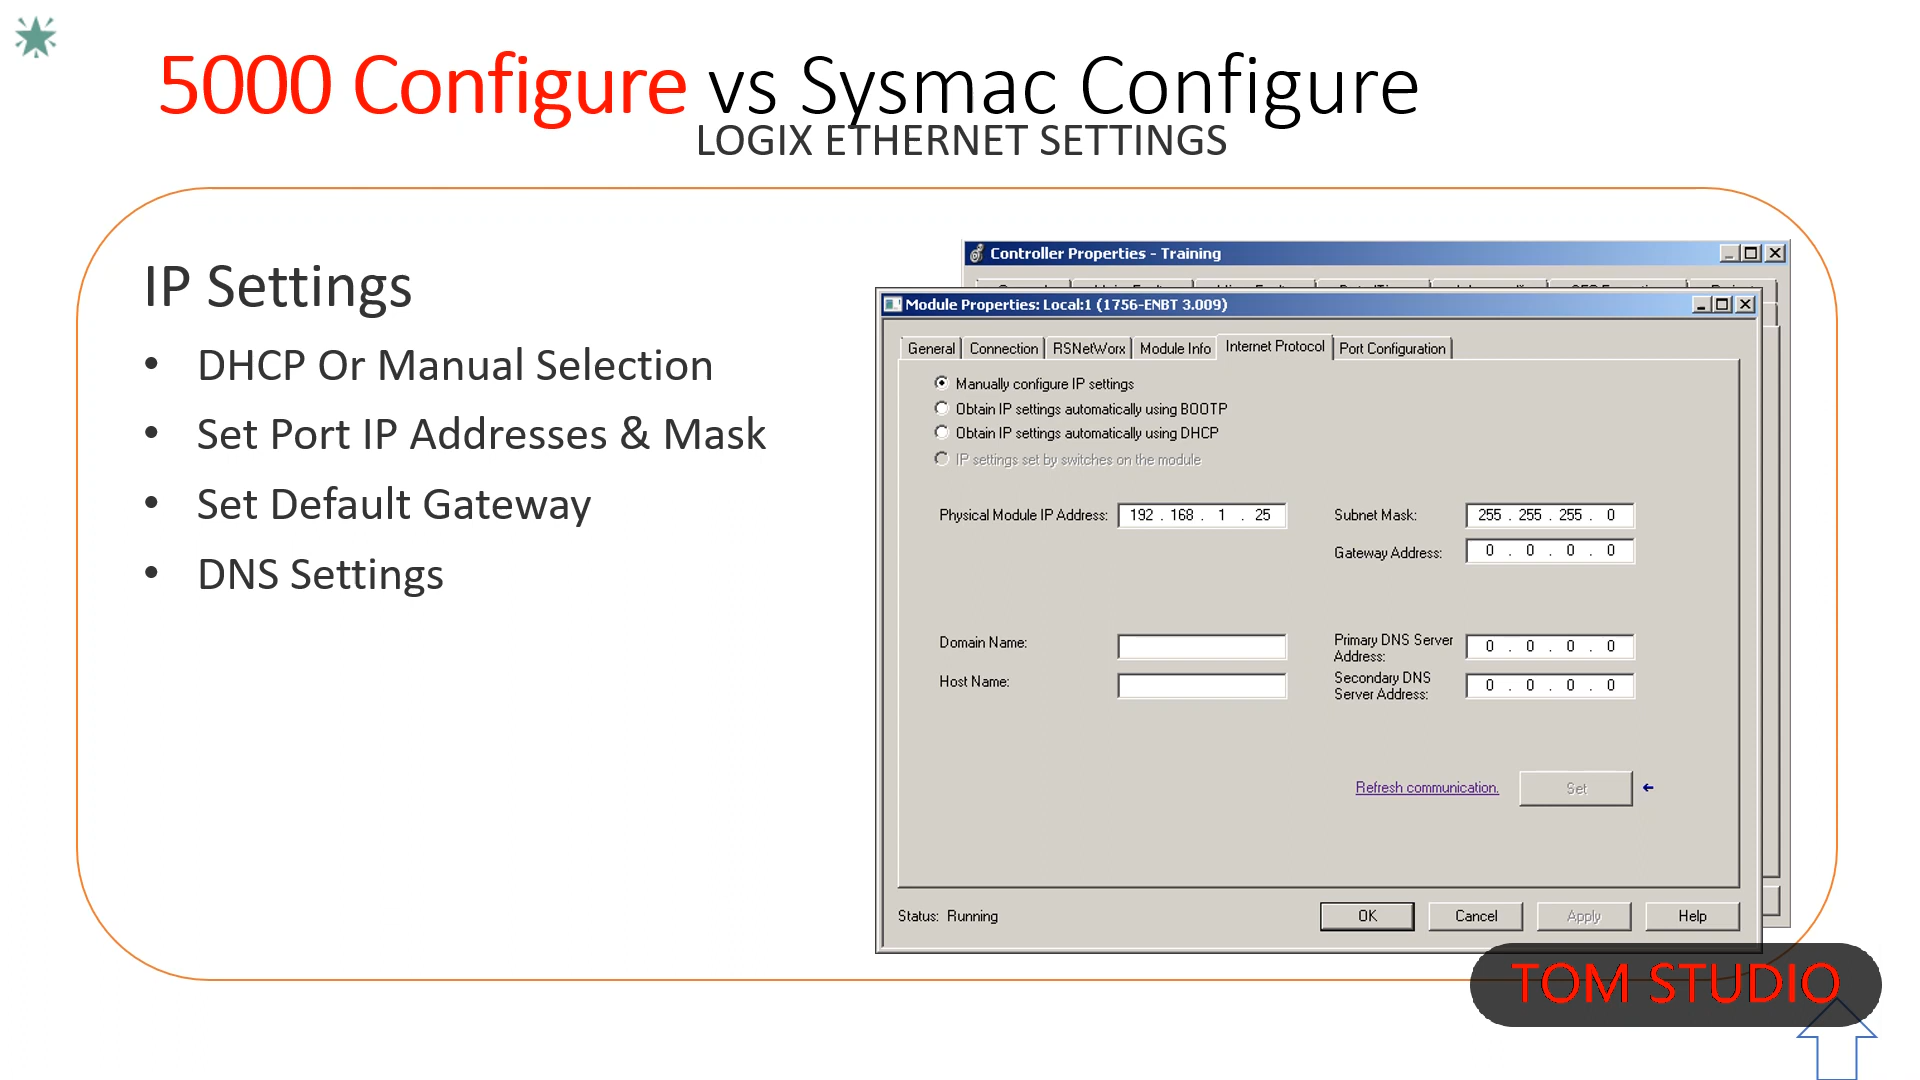 5000 Configure vs Sysmac Configure
LOGIX ETHERNET SETTINGS
IP Settings
• DHCP Or Manual Selection
• Set Port IP Addresses & Mask
• Set Default Gateway
• DNS Settings
Controller Properties - Training
Module Properties: Local:1 (1756-ENBT 3.009)
General Connection RSNetWorx Module Info Internet Protocol Port Configuration
Manually configure IP settings
Obtain IP settings automatically using BOOTP
Obtain IP settings automatically using DHCP
IP settings set by switches on the module
Physical Module IP Address: 192 . 168 . 1 . 25 Subnet Mask: 255 . 255 . 255 . 0
Gateway Address: 0 . 0 . 0 . 0
Domain Name: Primary DNS Server Address: 0 . 0 . 0 . 0
Host Name: Secondary DNS Server Address: 0 . 0 . 0 . 0
Refresh communication. Set
Status: Running OK Cancel Apply Help
TOM STUDIO